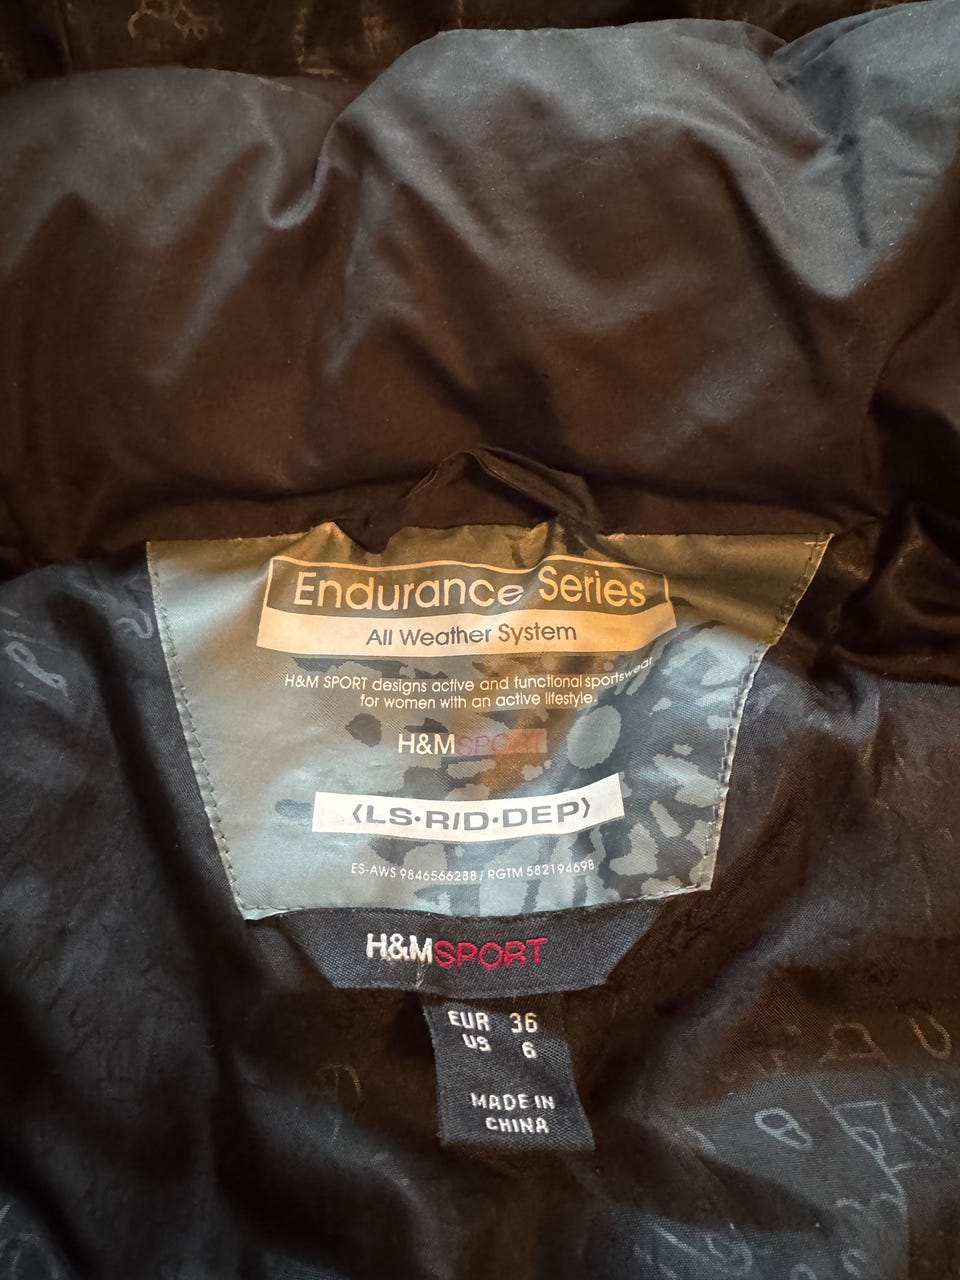 Endurance Series
All Weather System
H&M SPORT designs active and functional sportswear
for women with an active lifestyle.
H&MSPORT
⟨LS·R/D·DEP⟩
ES-AWS 9846566288 / RGTM 58219469B
H&MSPORT
EUR 36
US 6
MADE IN
CHINA